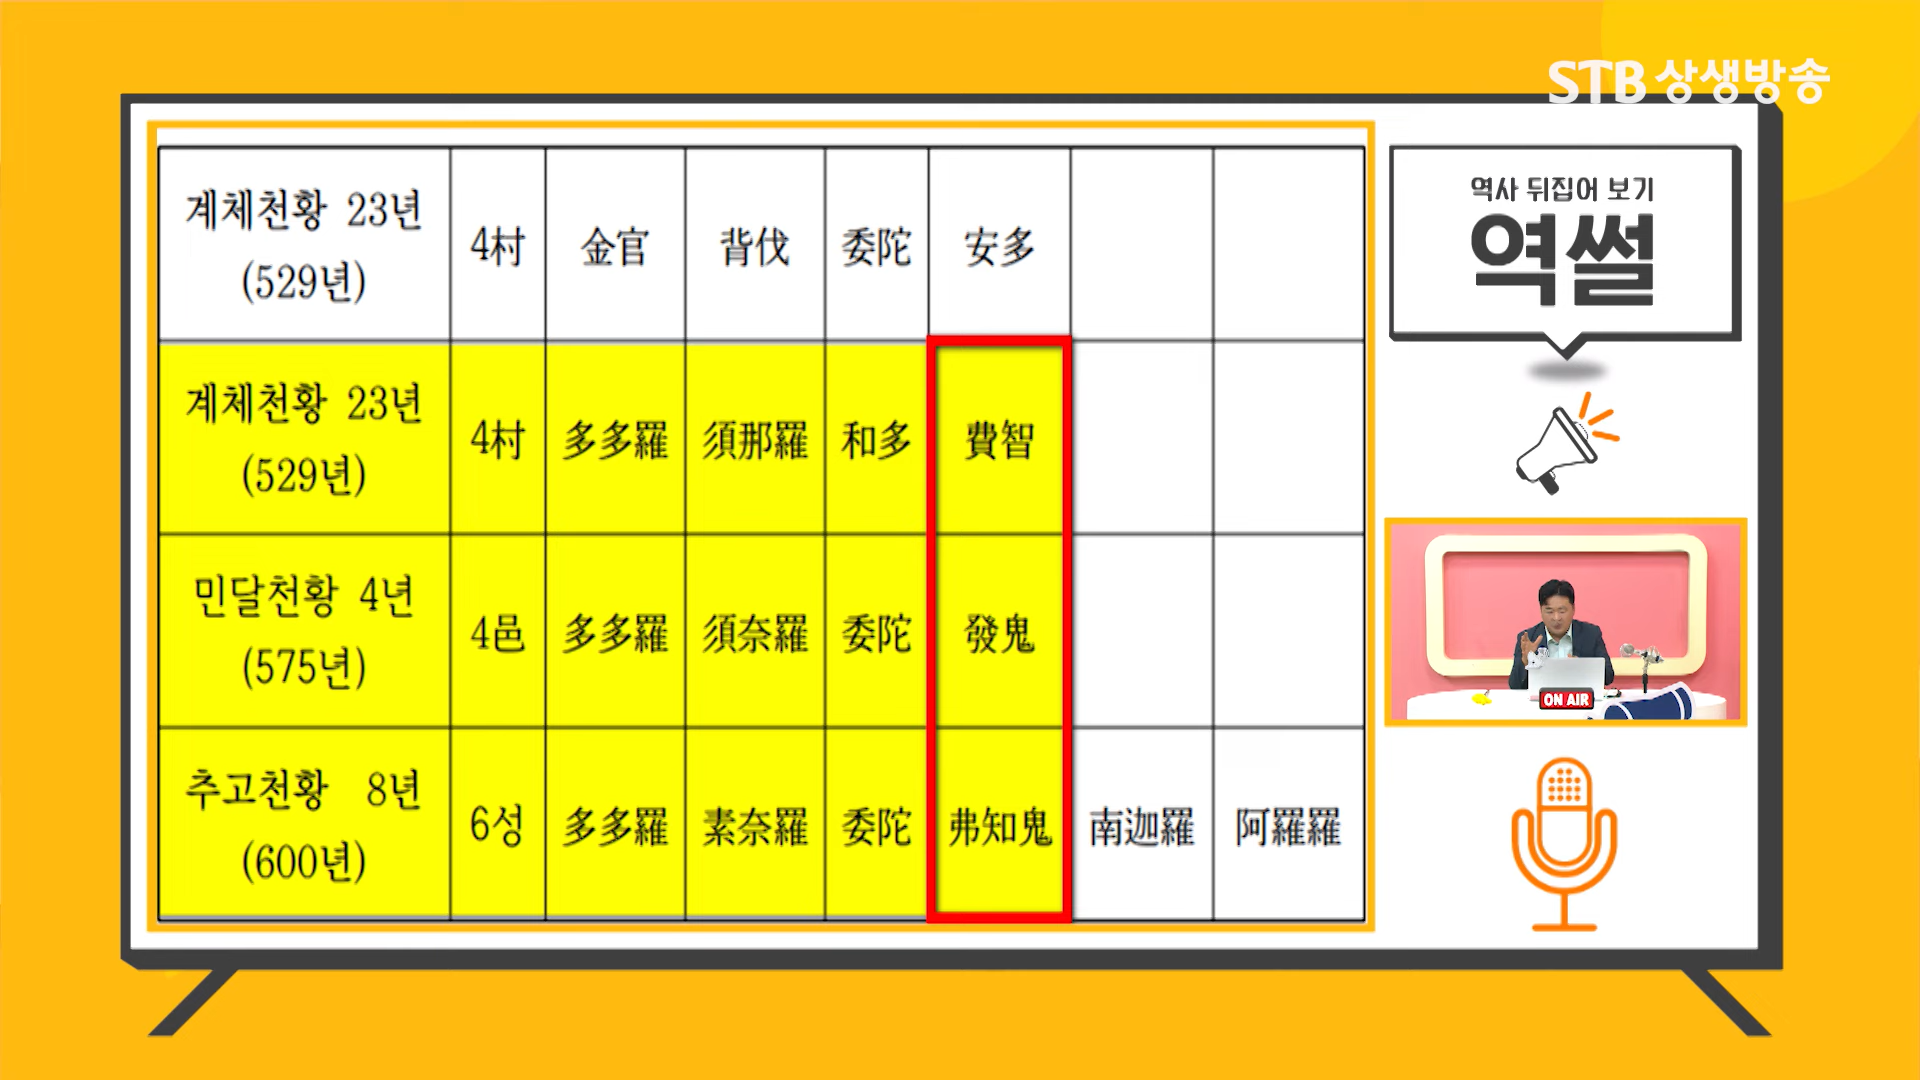 STB 상생방송
계체천황 23년
(529년)
4村
金官
背伐
委陀
安多
계체천황 23년
(529년)
4村
多多羅
須那羅
和多
費智
민달천황 4년
(575년)
4邑
多多羅
須奈羅
委陀
發鬼
추고천황 8년
(600년)
6성
多多羅
素奈羅
委陀
弗知鬼
南迦羅
阿羅羅
역사 뒤집어 보기
역썰
ON AIR